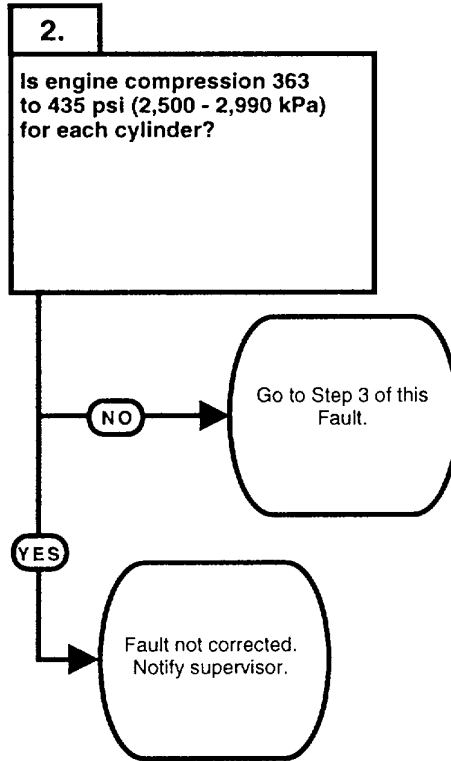 2.
Is engine compression 363
to 435 psi (2,500 - 2,990 kPa)
for each cylinder?
NO
Go to Step 3 of this
Fault.
YES
Fault not corrected.
Notify supervisor.